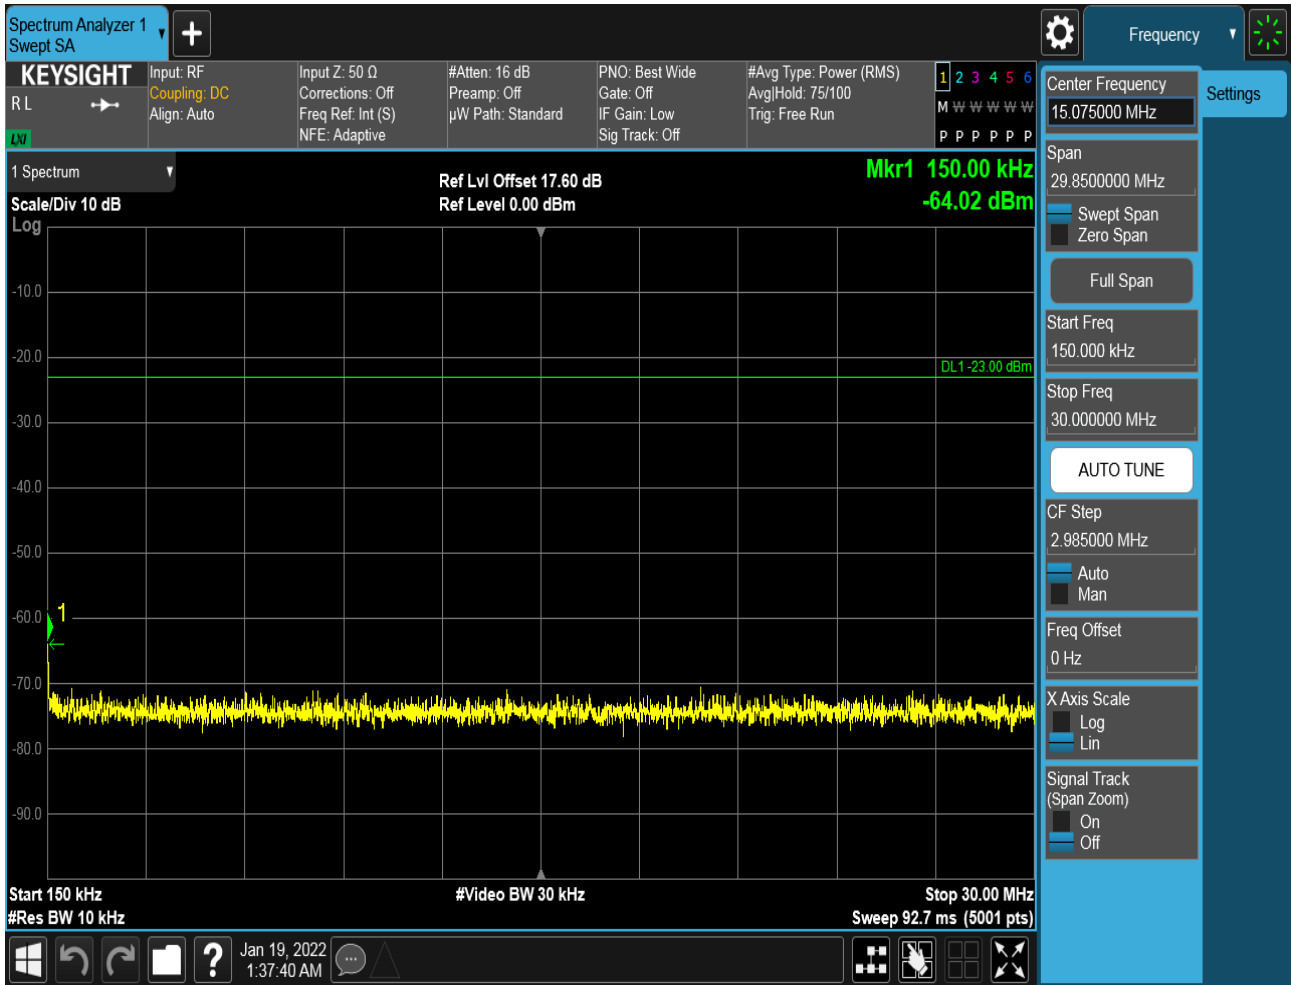 Spectrum Analyzer 1
Swept SA
+
Frequency
KEYSIGHT
R L
LXI
Input: RF
Coupling: DC
Align: Auto
Input Z: 50 Ω
Corrections: Off
Freq Ref: Int (S)
NFE: Adaptive
#Atten: 16 dB
Preamp: Off
µW Path: Standard
PNO: Best Wide
Gate: Off
IF Gain: Low
Sig Track: Off
#Avg Type: Power (RMS)
Avg|Hold: 75/100
Trig: Free Run
1 2 3 4 5 6
M W W W W W
P P P P P P
1 Spectrum
Scale/Div 10 dB
Log
Ref Lvl Offset 17.60 dB
Ref Level 0.00 dBm
Mkr1 150.00 kHz
-64.02 dBm
-10.0
-20.0
DL1 -23.00 dBm
-30.0
-40.0
-50.0
-60.0
1
-70.0
-80.0
-90.0
Start 150 kHz
#Video BW 30 kHz
Stop 30.00 MHz
#Res BW 10 kHz
Sweep 92.7 ms (5001 pts)
?
Jan 19, 2022
1:37:40 AM
Center Frequency
15.075000 MHz
Settings
Span
29.8500000 MHz
Swept Span
Zero Span
Full Span
Start Freq
150.000 kHz
Stop Freq
30.000000 MHz
AUTO TUNE
CF Step
2.985000 MHz
Auto
Man
Freq Offset
0 Hz
X Axis Scale
Log
Lin
Signal Track
(Span Zoom)
On
Off